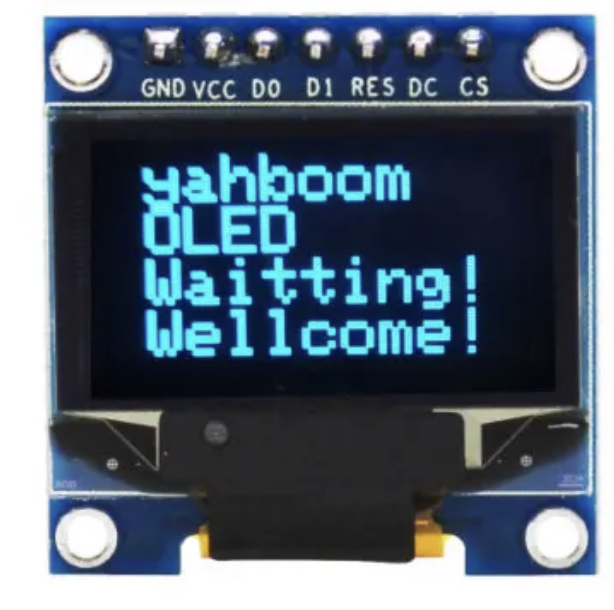 GND VCC D0 D1 RES DC CS
yahboom
OLED
Waitting!
Wellcome!